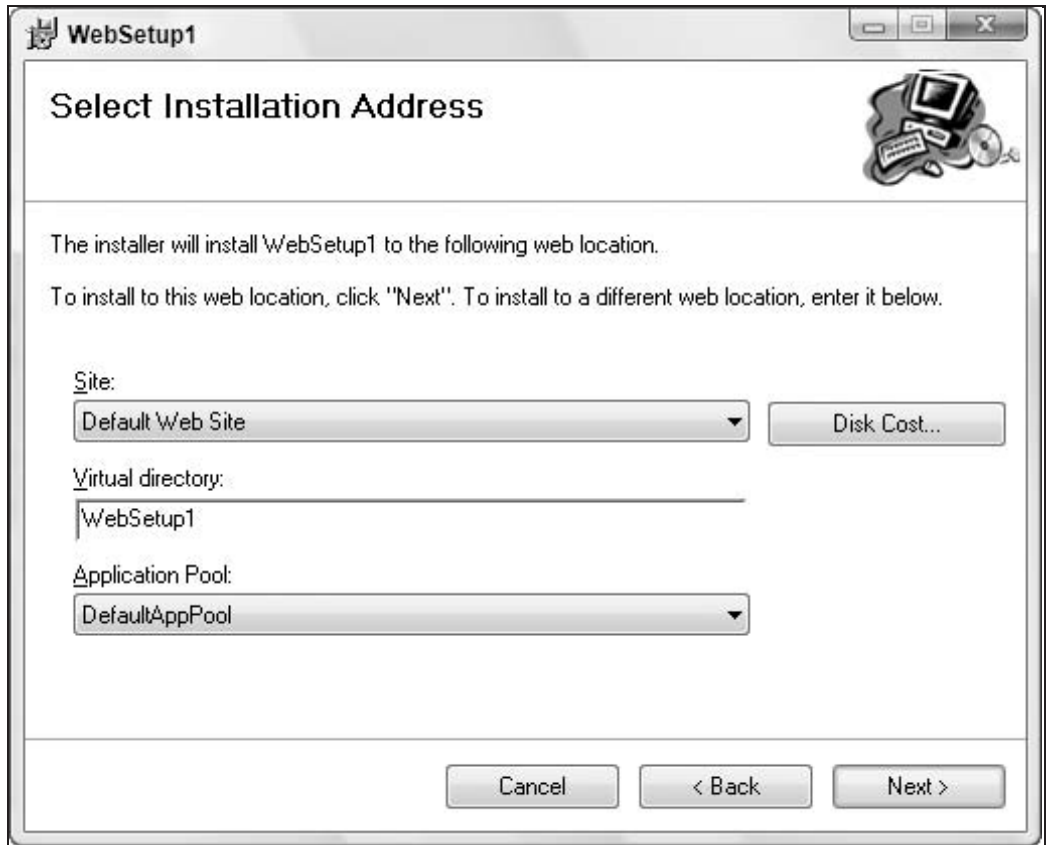 WebSetup1
Select Installation Address
The installer will install WebSetup1 to the following web location.
To install to this web location, click "Next". To install to a different web location, enter it below.
Site:
Default Web Site
Disk Cost...
Virtual directory:
WebSetup1
Application Pool:
DefaultAppPool
Cancel
< Back
Next >